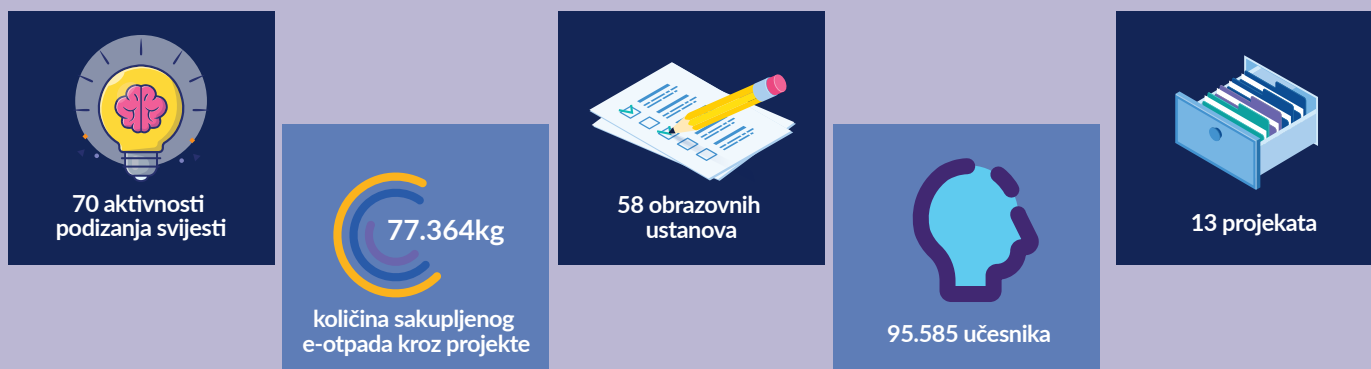 70 aktivnosti
podizanja svijesti
77.364kg
količina sakupljenog
e-otpada kroz projekte
58 obrazovnih
ustanova
95.585 učesnika
13 projekata